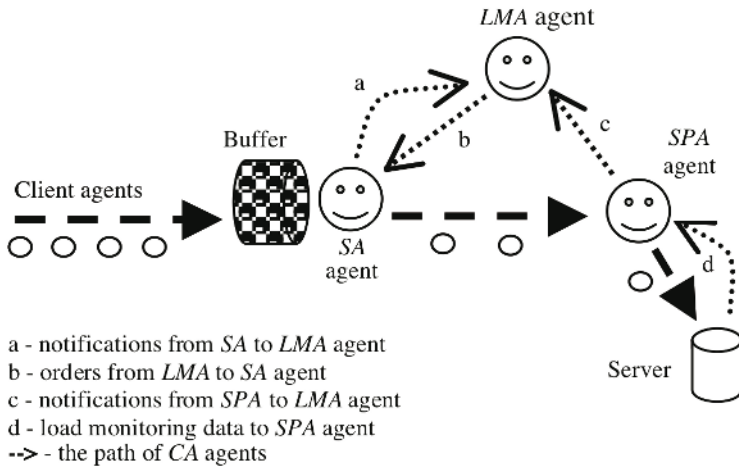 LMA agent
a
b
c
Buffer
SPA
agent
Client agents
SA
agent
d
Server
a - notifications from SA to LMA agent
b - orders from LMA to SA agent
c - notifications from SPA to LMA agent
d - load monitoring data to SPA agent
--> - the path of CA agents